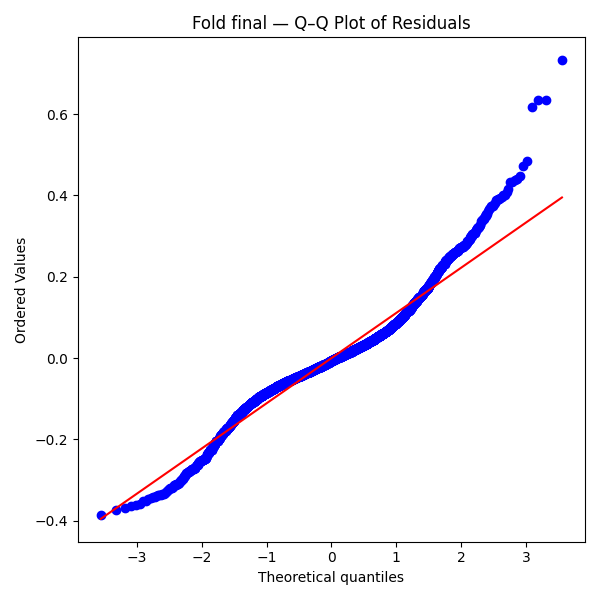 Fold final — Q–Q Plot of Residuals
Ordered Values
0.6
0.4
0.2
0.0
−0.2
−0.4
−3 −2 −1 0 1 2 3
Theoretical quantiles